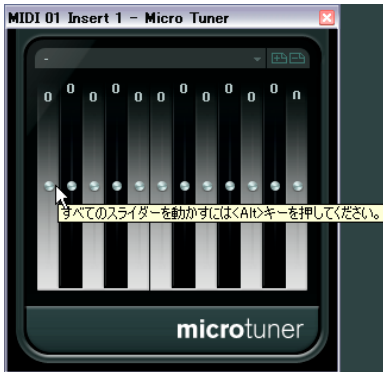 MIDI 01 Insert 1 - Micro Tuner
-
0 0 0 0 0
0 0 0 0 0 0 0
すべてのスライダーを動かすには<Alt>キーを押してください。
microtuner